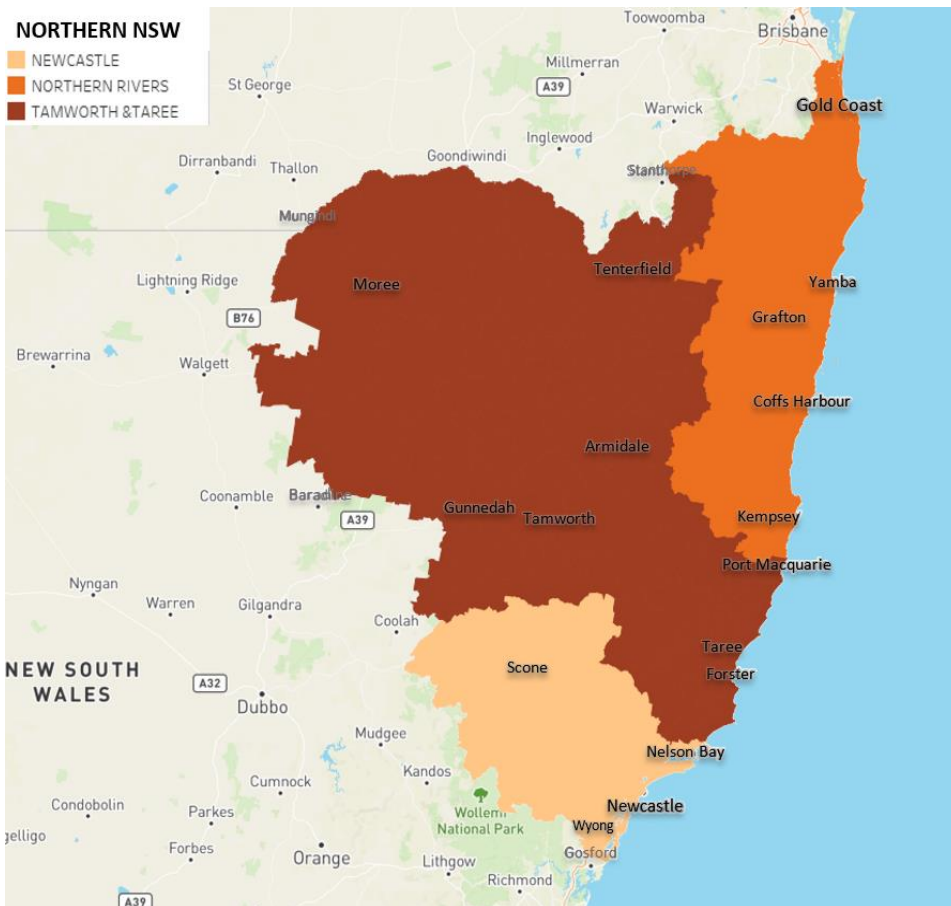 NORTHERN NSW
NEWCASTLE
NORTHERN RIVERS
TAMWORTH &TAREE
Toowoomba
Brisbane
Millmerran
A39
St George
Warwick
Gold Coast
Inglewood
Goondiwindi
Dirranbandi
Thallon
Stanthorpe
Mungindi
Tenterfield
Lightning Ridge
Moree
Yamba
B76
Grafton
Brewarrina
Walgett
Coffs Harbour
Armidale
Coonamble
Baradine
Gunnedah
Tamworth
Kempsey
A39
Port Macquarie
Nyngan
Warren
Gilgandra
Coolah
Taree
NEW SOUTH
WALES
Scone
Forster
A32
Dubbo
Mudgee
Nelson Bay
Kandos
Cumnock
Condobolin
Parkes
Wollemi
National Park
Newcastle
Wyong
gelligo
Forbes
Orange
Lithgow
Gosford
Richmond
A39